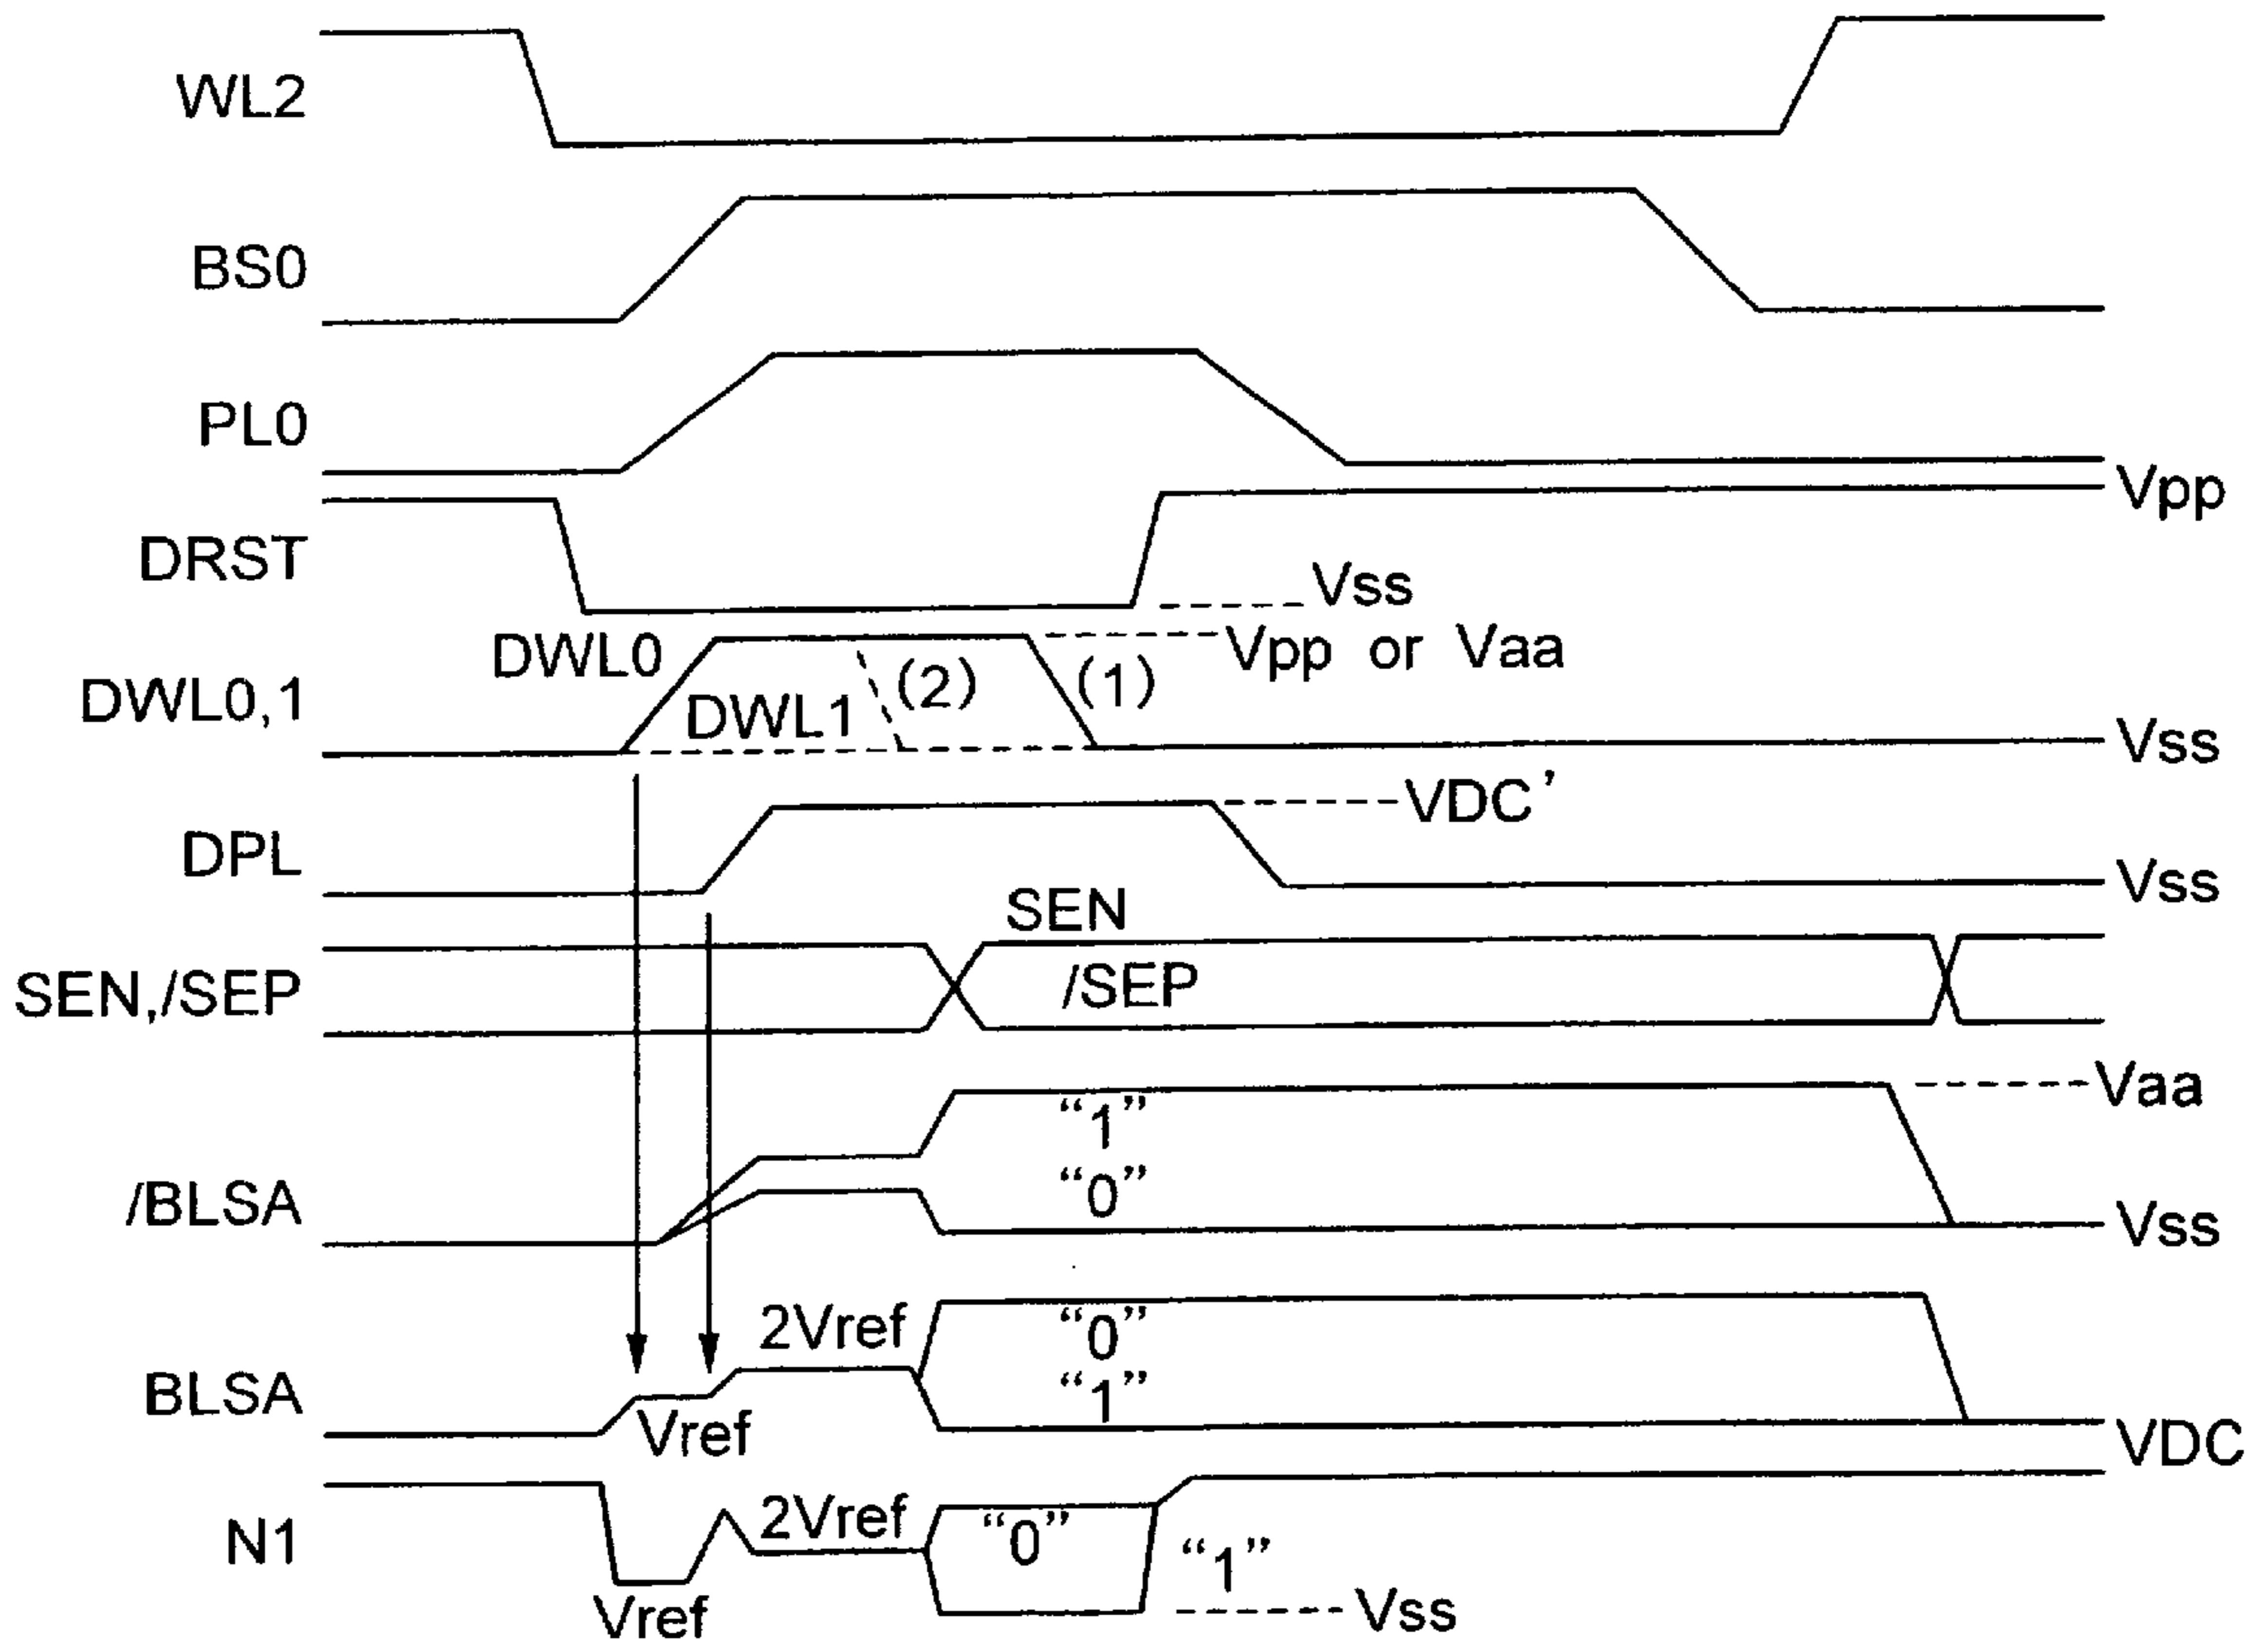 WL2
BS0
PL0
Vpp
DRST
Vss
DWL0
Vpp or Vaa
(2)
(1)
DWL0,1
DWL1
Vss
VDC'
DPL
Vss
SEN
SEN,/SEP
/SEP
Vaa
“1”
/BLSA
“0”
Vss
2Vref
“0”
BLSA
“1”
Vref
VDC
2Vref
N1
“0”
“1”
Vref
Vss